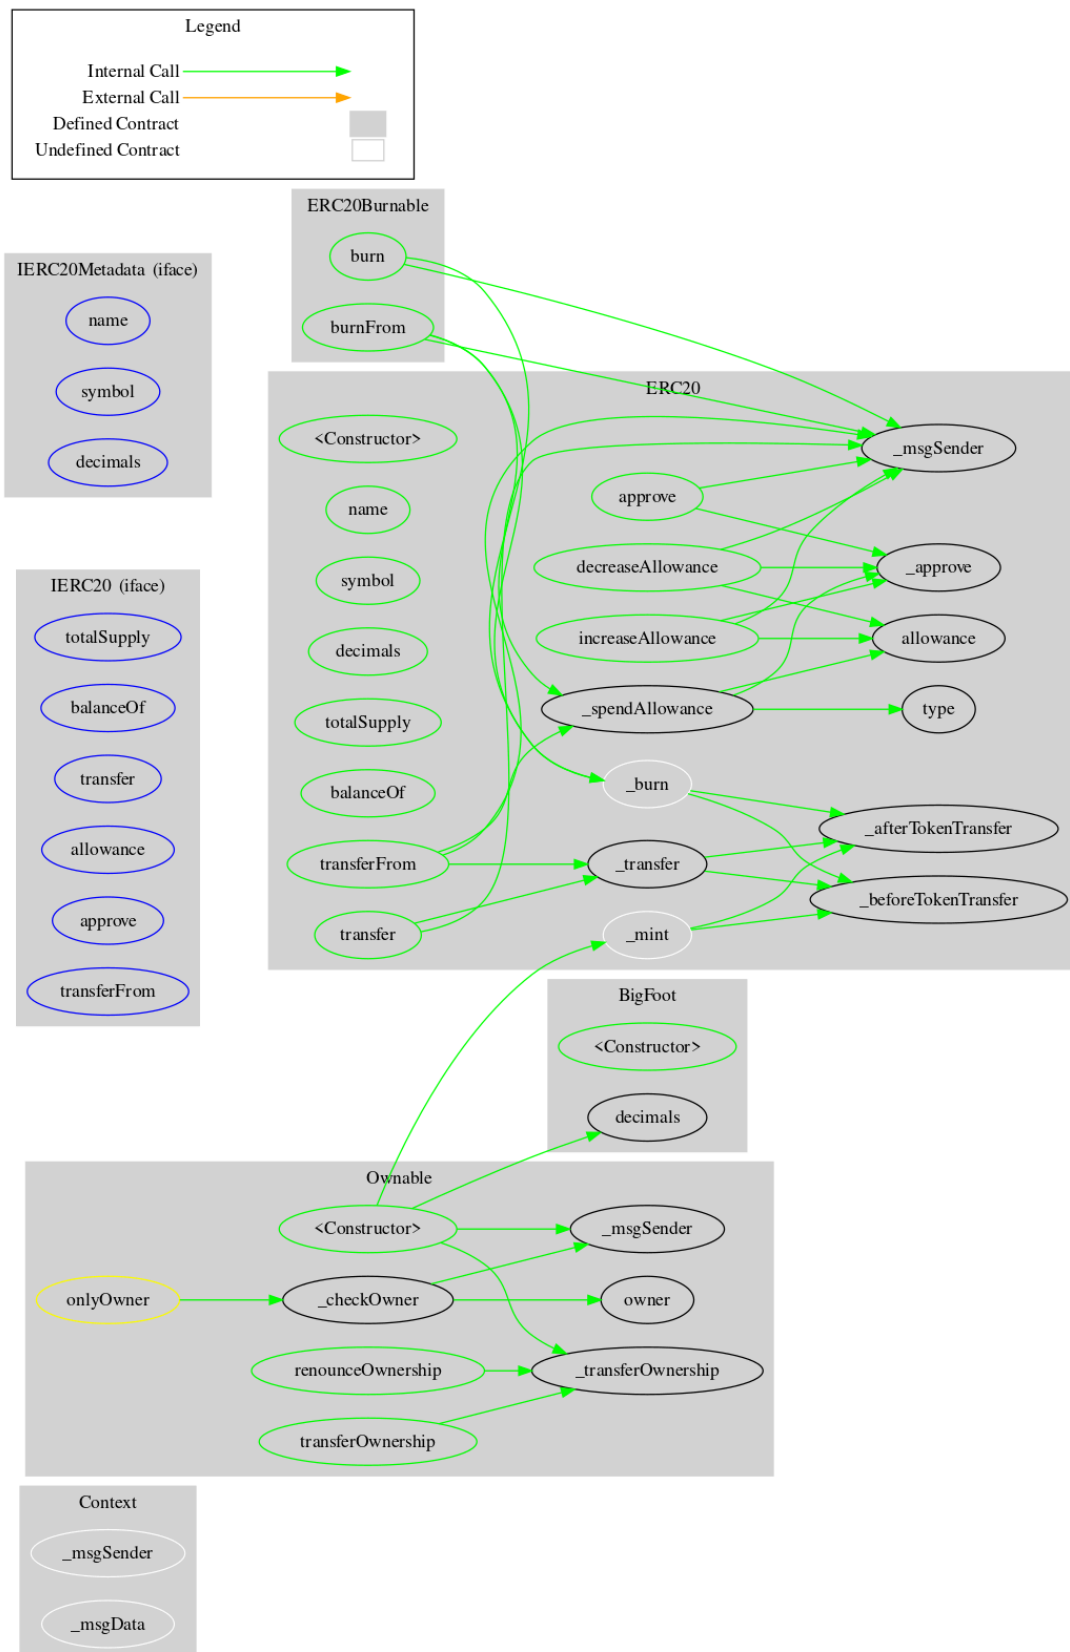 Legend
Internal Call
External Call
Defined Contract
Undefined Contract
ERC20Burnable
burn
burnFrom
IERC20Metadata (iface)
name
symbol
decimals
ERC20
<Constructor>
name
symbol
decimals
totalSupply
balanceOf
transferFrom
transfer
approve
decreaseAllowance
increaseAllowance
_spendAllowance
_burn
_transfer
_mint
_msgSender
_approve
allowance
type
_afterTokenTransfer
_beforeTokenTransfer
IERC20 (iface)
totalSupply
balanceOf
transfer
allowance
approve
transferFrom
BigFoot
<Constructor>
decimals
Ownable
<Constructor>
_msgSender
onlyOwner
_checkOwner
owner
renounceOwnership
_transferOwnership
transferOwnership
Context
_msgSender
_msgData